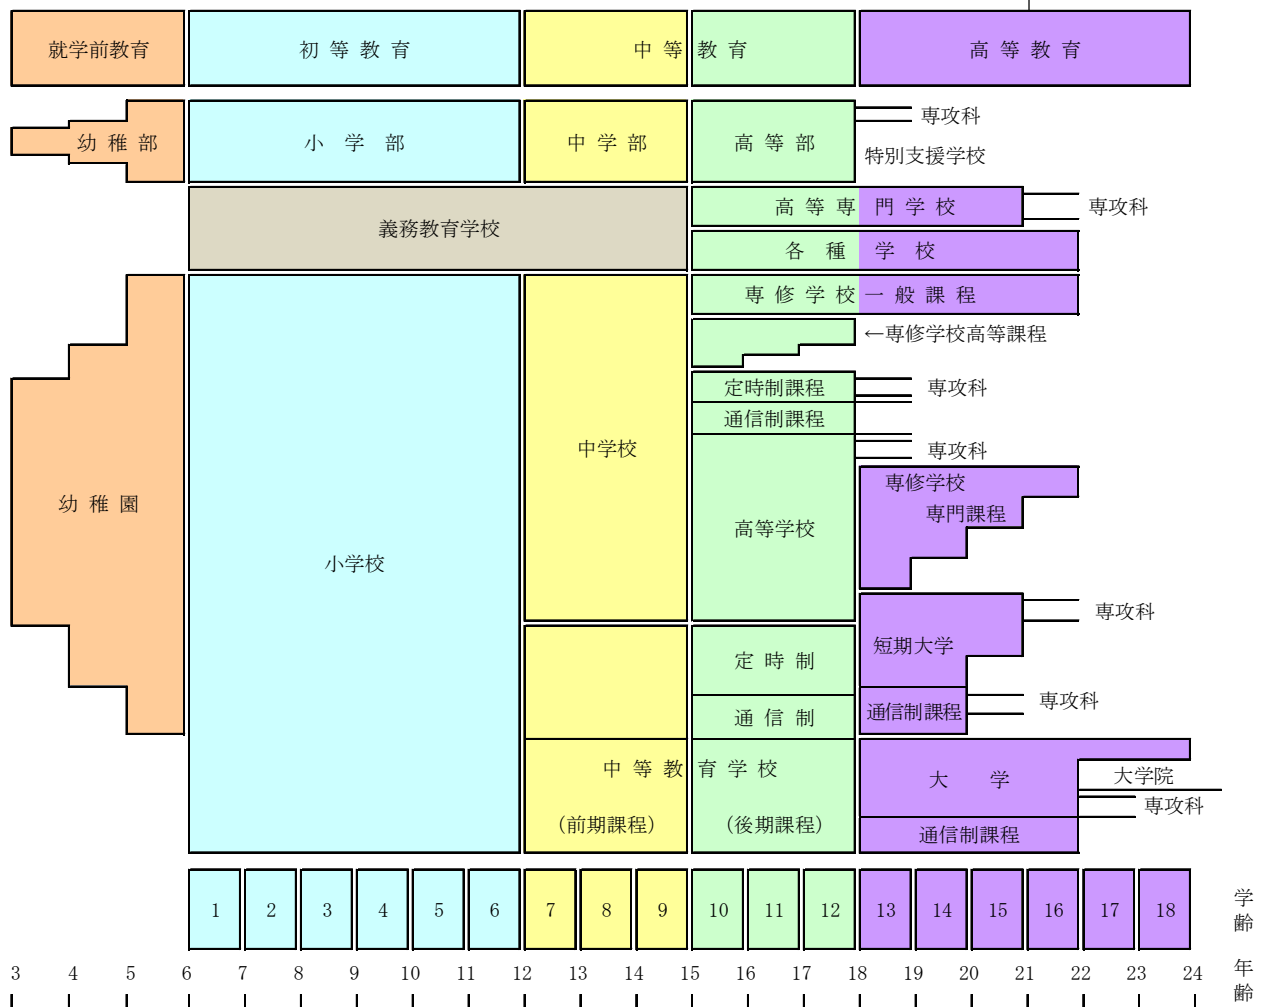 就学前教育 初等教育 中等教育 高等教育
幼稚部 小学部 中学部 高等部 専攻科
特別支援学校
義務教育学校 高等専門学校 専攻科
各種学校
専修学校一般課程
←専修学校高等課程
定時制課程 専攻科
通信制課程
中学校 専攻科
幼稚園 専修学校
専門課程
高等学校
小学校
専攻科
定時制 短期大学
通信制 通信制課程 専攻科
中等教育学校 大学 大学院
専攻科
(前期課程) (後期課程) 通信制課程
1 2 3 4 5 6 7 8 9 10 11 12 13 14 15 16 17 18 学齢
3 4 5 6 7 8 9 10 11 12 13 14 15 16 17 18 19 20 21 22 23 24 年齢